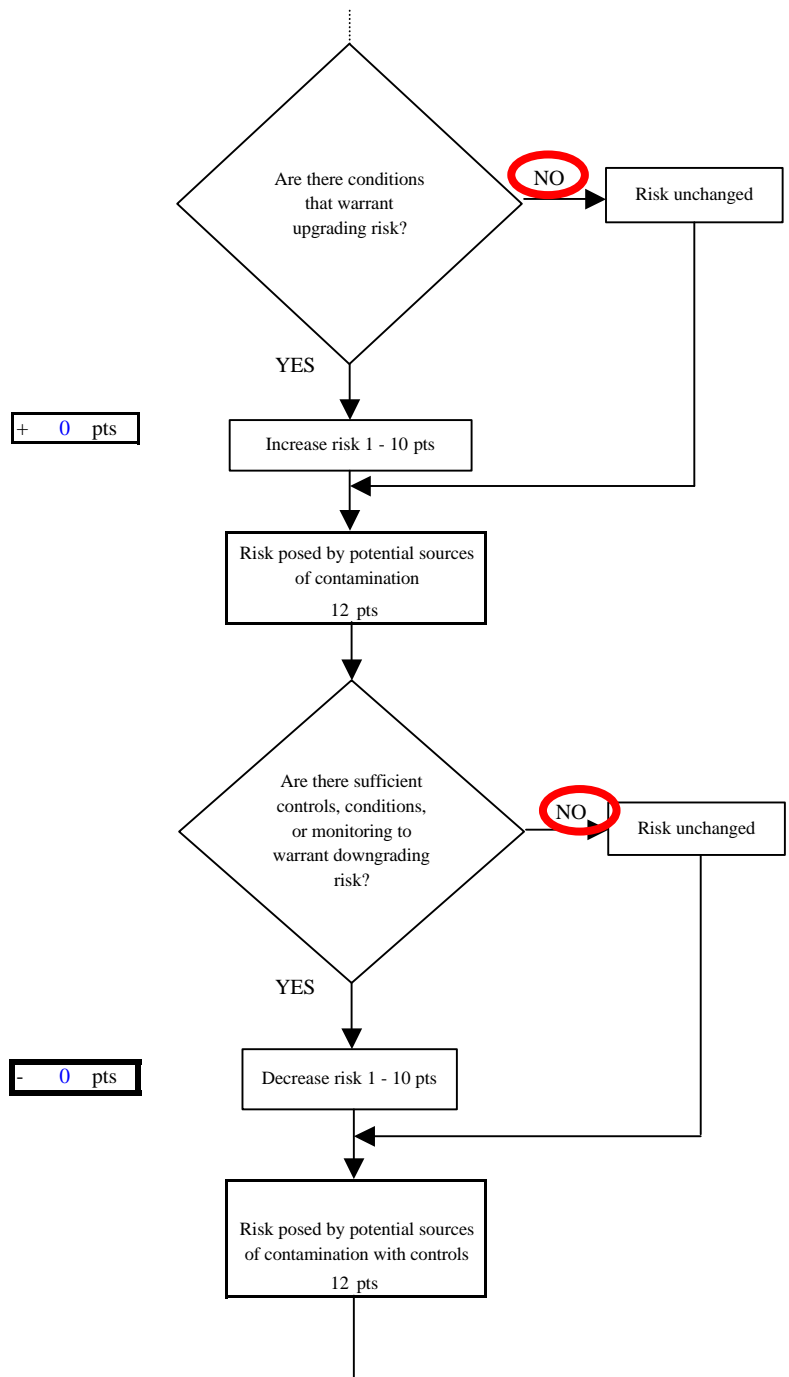 Are there conditions
that warrant
upgrading risk?
NO
Risk unchanged
YES
+ 0 pts
Increase risk 1 - 10 pts
Risk posed by potential sources
of contamination
12 pts
Are there sufficient
controls, conditions,
or monitoring to
warrant downgrading
risk?
NO
Risk unchanged
YES
- 0 pts
Decrease risk 1 - 10 pts
Risk posed by potential sources
of contamination with controls
12 pts